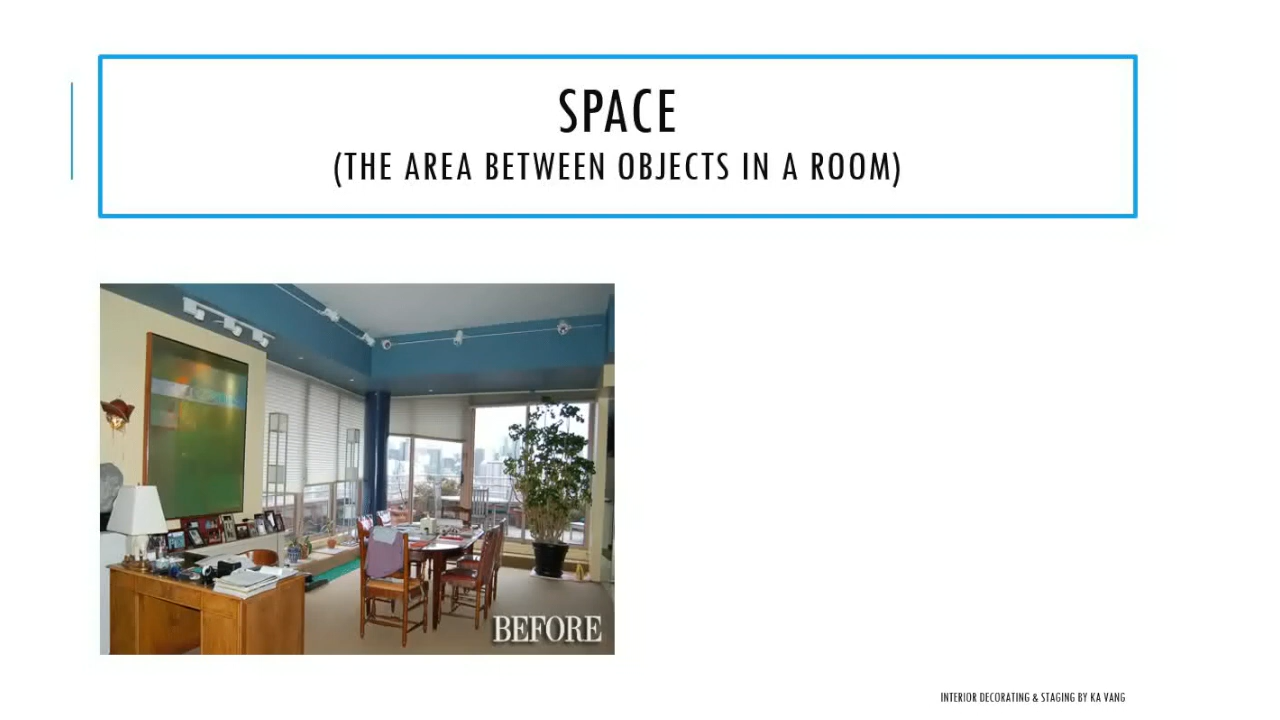 SPACE
(THE AREA BETWEEN OBJECTS IN A ROOM)
BEFORE
INTERIOR DECORATING & STAGING BY KA VANG